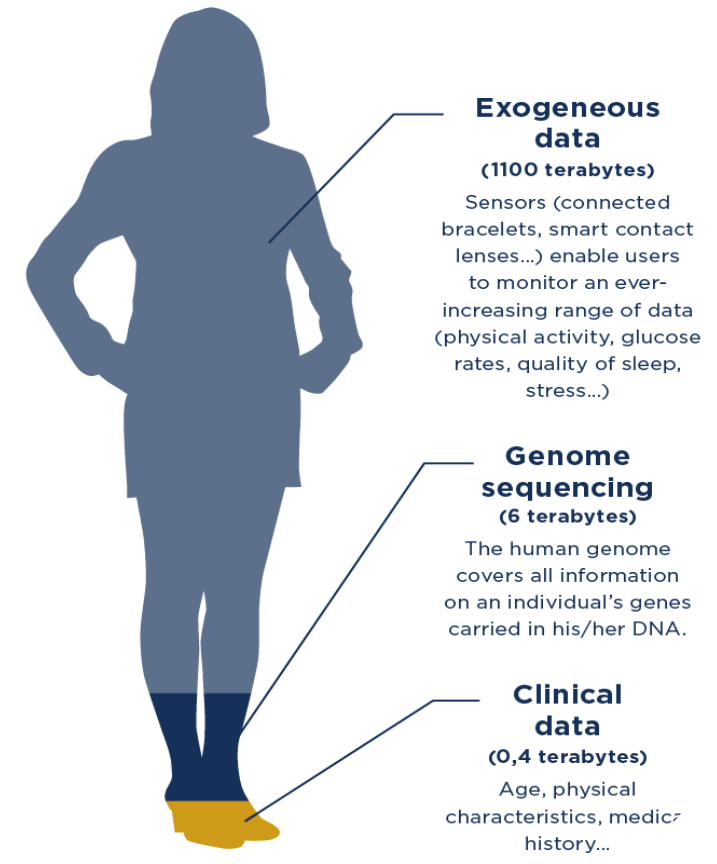 Exogeneous
data
(1100 terabytes)
Sensors (connected
bracelets, smart contact
lenses...) enable users
to monitor an ever-
increasing range of data
(physical activity, glucose
rates, quality of sleep,
stress...)
Genome
sequencing
(6 terabytes)
The human genome
covers all information
on an individual’s genes
carried in his/her DNA.
Clinical
data
(0,4 terabytes)
Age, physical
characteristics,
history...